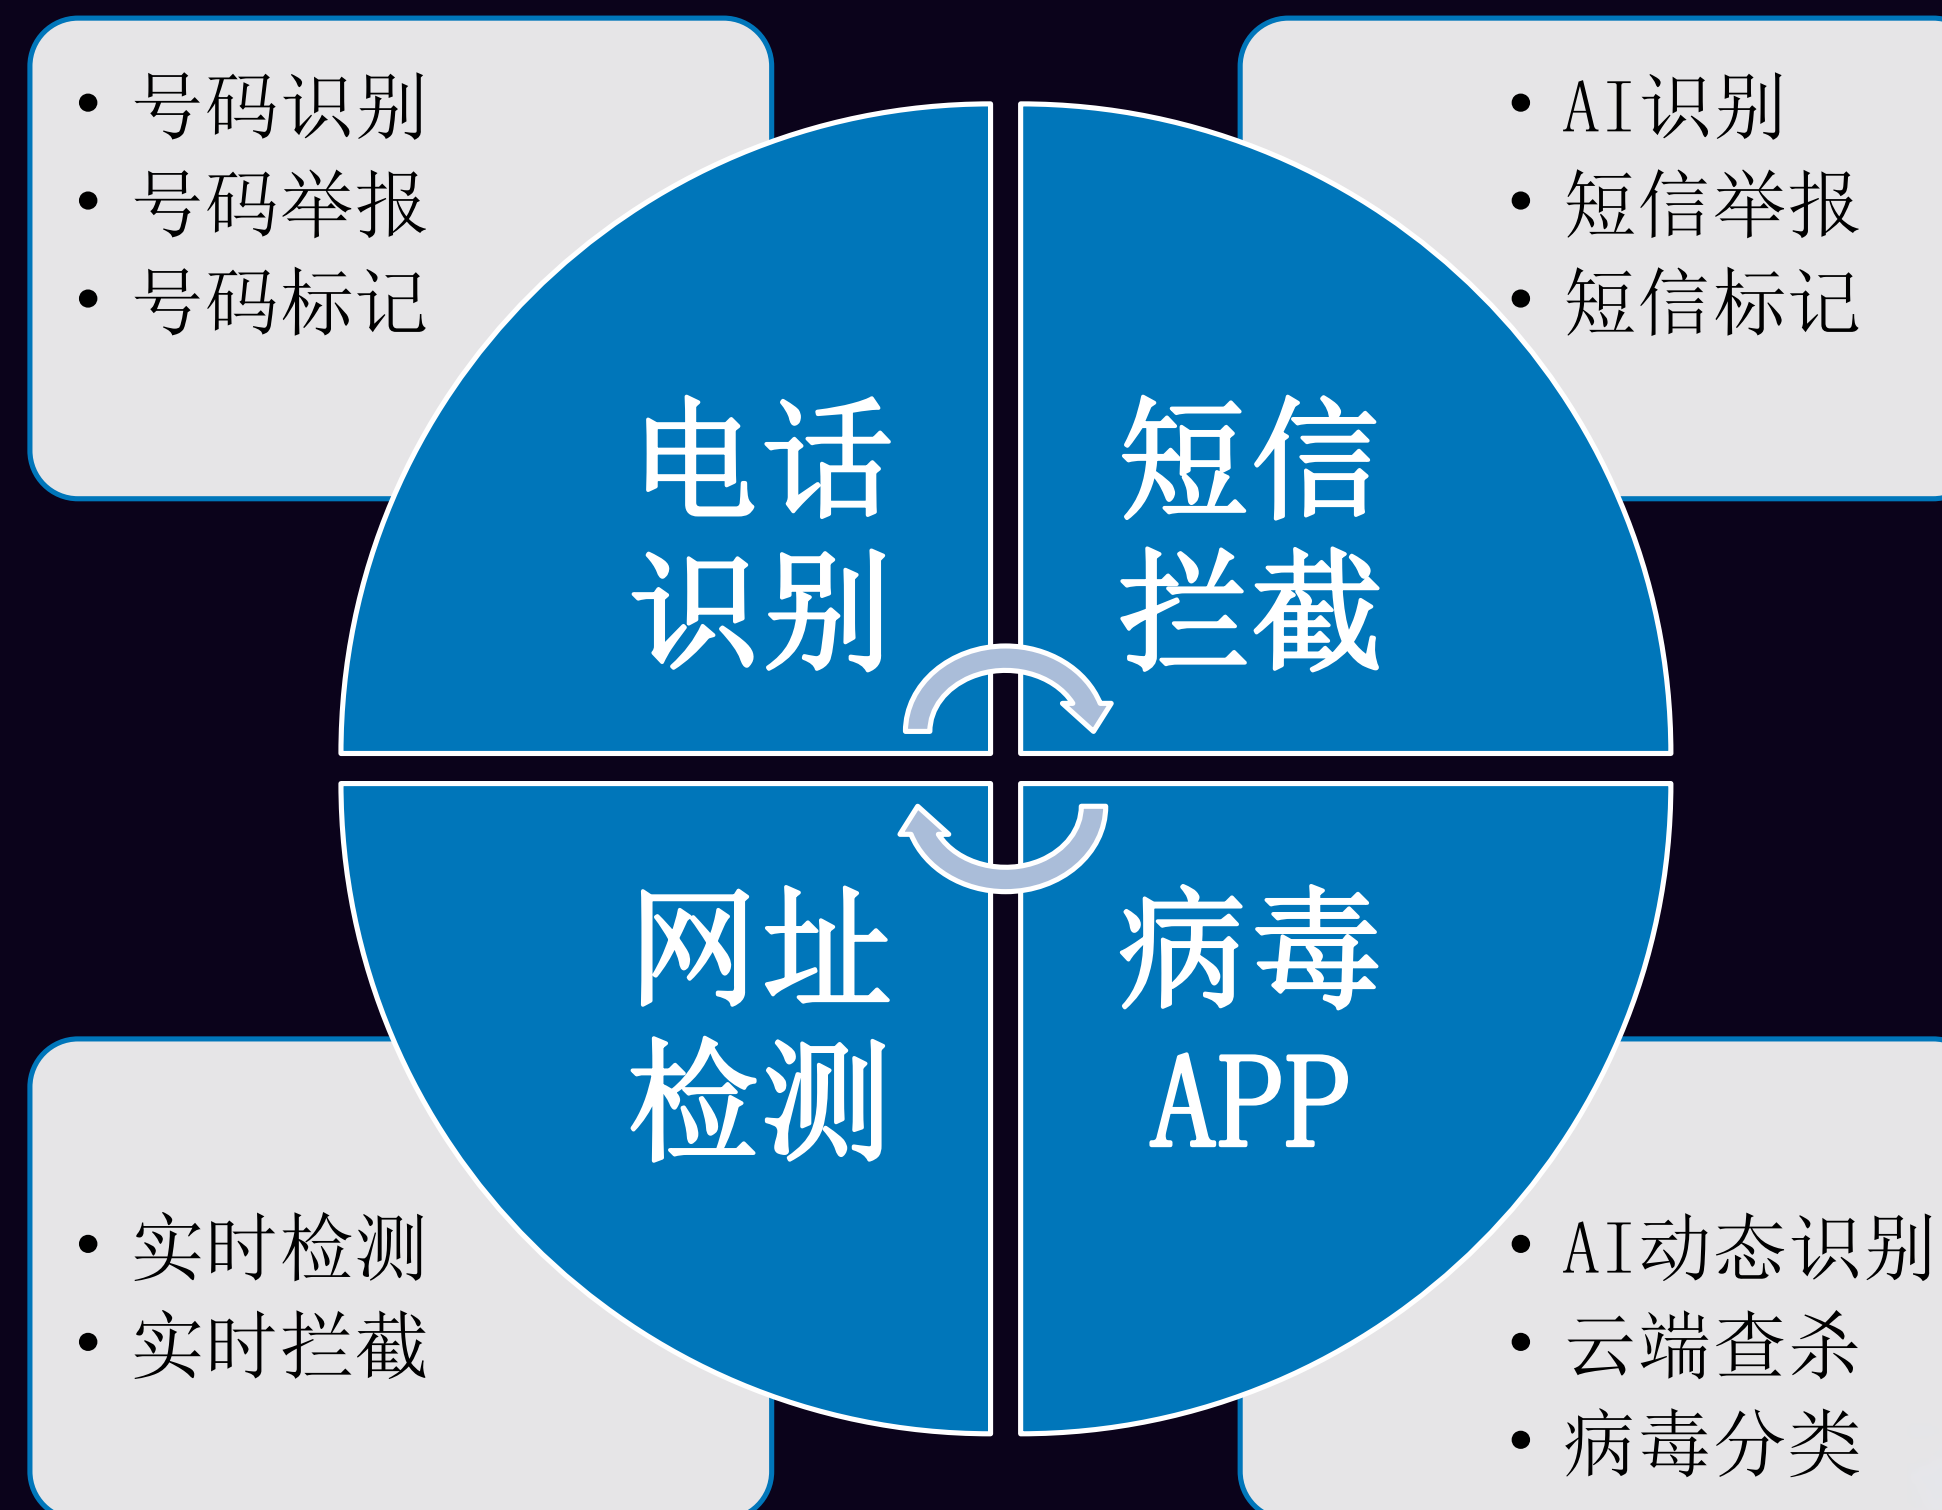 • 号码识别
• 号码举报
• 号码标记
• AI识别
• 短信举报
• 短信标记
电话
识别
短信
拦截
网址
检测
病毒
APP
• 实时检测
• 实时拦截
• AI动态识别
• 云端查杀
• 病毒分类